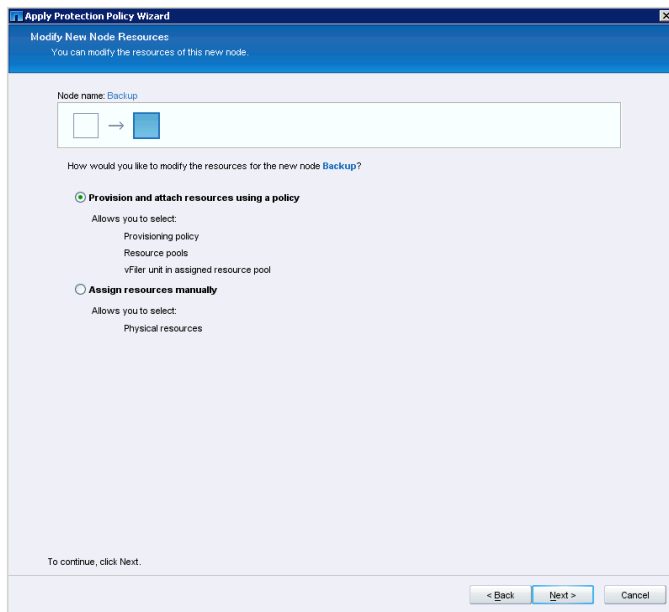 Apply Protection Policy Wizard
Modify New Node Resources
You can modify the resources of this new node.
Node name: Backup
How would you like to modify the resources for the new node Backup?
Provision and attach resources using a policy
Allows you to select:
Provisioning policy
Resource pools
vFiler unit in assigned resource pool
Assign resources manually
Allows you to select:
Physical resources
To continue, click Next.
< Back Next > Cancel